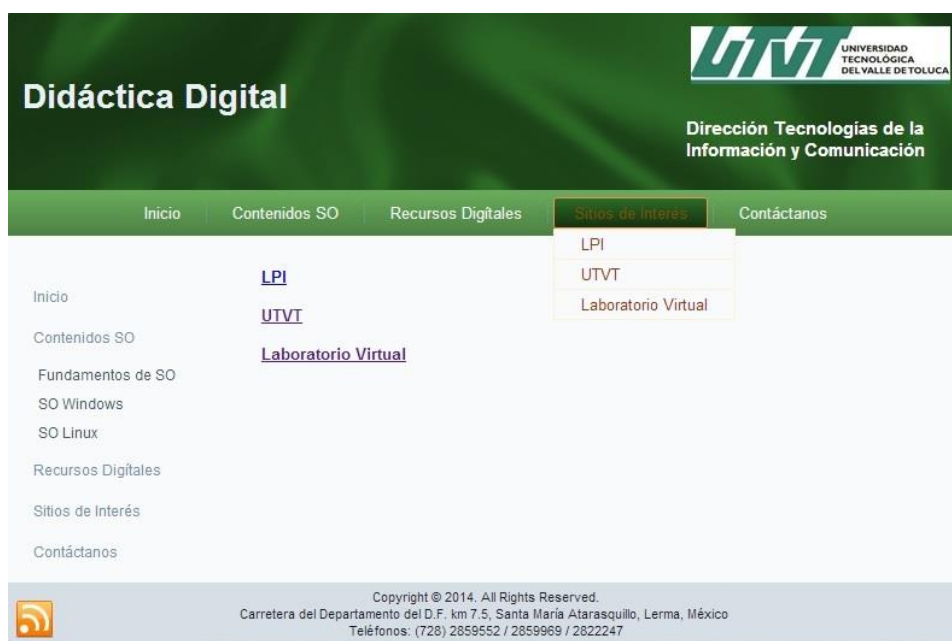 UTVT
UNIVERSIDAD
TECNOLÓGICA
DEL VALLE DE TOLUCA
Didáctica Digital
Dirección Tecnologías de la
Información y Comunicación
Inicio
Contenidos SO
Recursos Digítales
Sitios de Interés
Contáctanos
LPI
UTVT
Laboratorio Virtual
Inicio
Contenidos SO
Fundamentos de SO
SO Windows
SO Linux
Recursos Digítales
Sitios de Interés
Contáctanos
LPI
UTVT
Laboratorio Virtual
Copyright © 2014. All Rights Reserved.
Carretera del Departamento del D.F. km 7.5, Santa María Atarasquillo, Lerma, México
Teléfonos: (728) 2859552 / 2859969 / 2822247